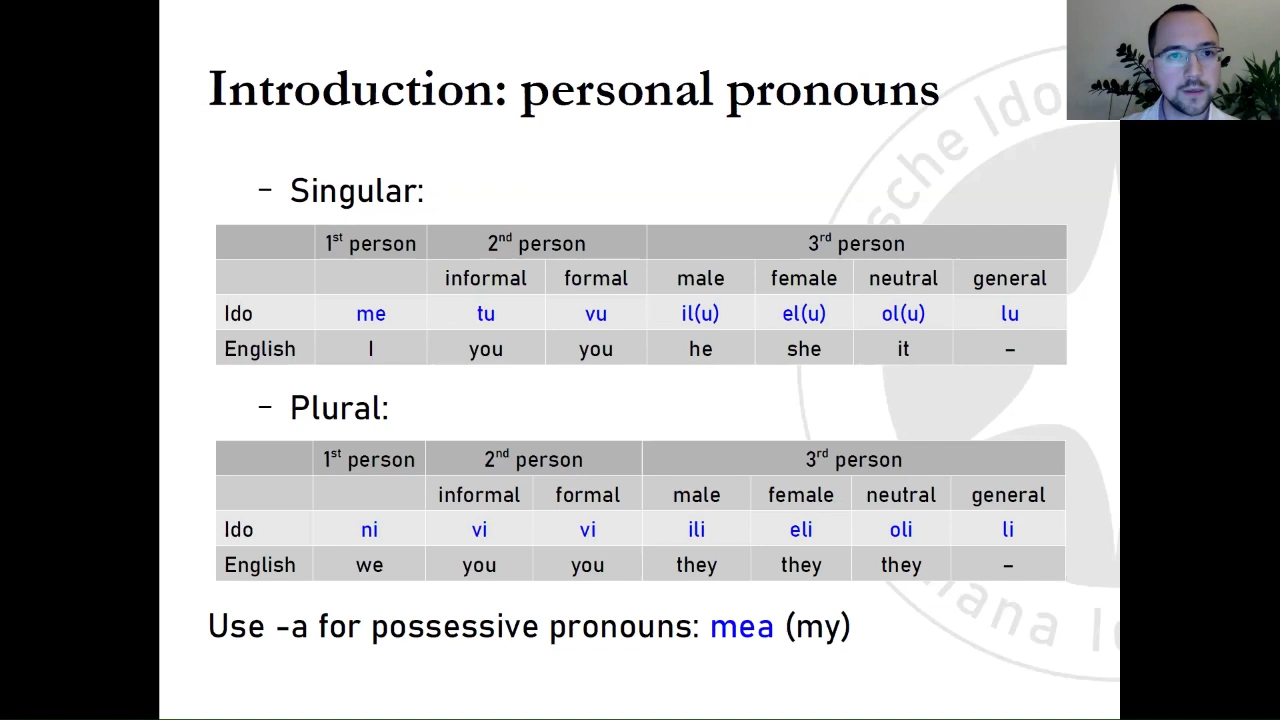 Introduction: personal pronouns
– Singular:
1st person 2nd person 3rd person
informal formal male female neutral general
Ido me tu vu il(u) el(u) ol(u) lu
English I you you he she it –
– Plural:
1st person 2nd person 3rd person
informal formal male female neutral general
Ido ni vi vi ili eli oli li
English we you you they they they –
Use -a for possessive pronouns: mea (my)
sche Ido
mana I